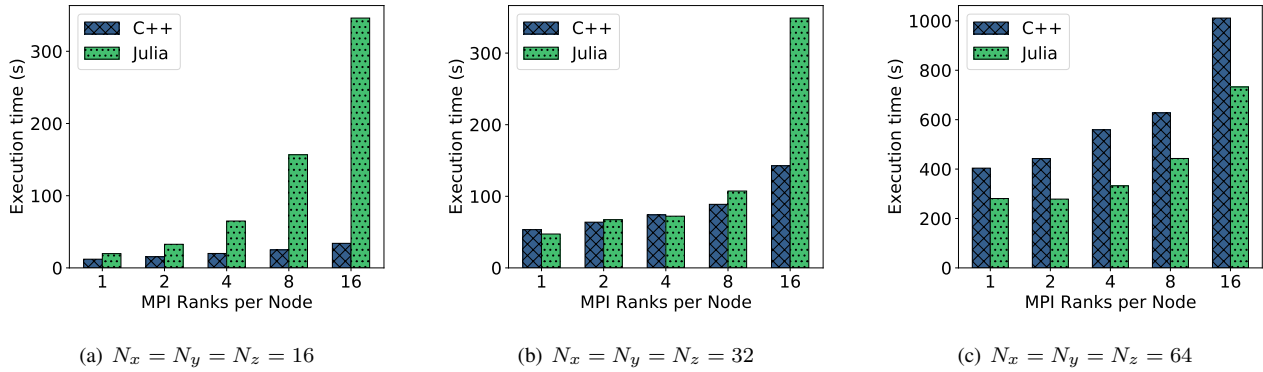 C++
Julia
Execution time (s)
300
200
100
0
1 2 4 8 16
MPI Ranks per Node
(a) $N_x = N_y = N_z = 16$
C++
Julia
Execution time (s)
300
200
100
0
1 2 4 8 16
MPI Ranks per Node
(b) $N_x = N_y = N_z = 32$
C++
Julia
Execution time (s)
1000
800
600
400
200
0
1 2 4 8 16
MPI Ranks per Node
(c) $N_x = N_y = N_z = 64$